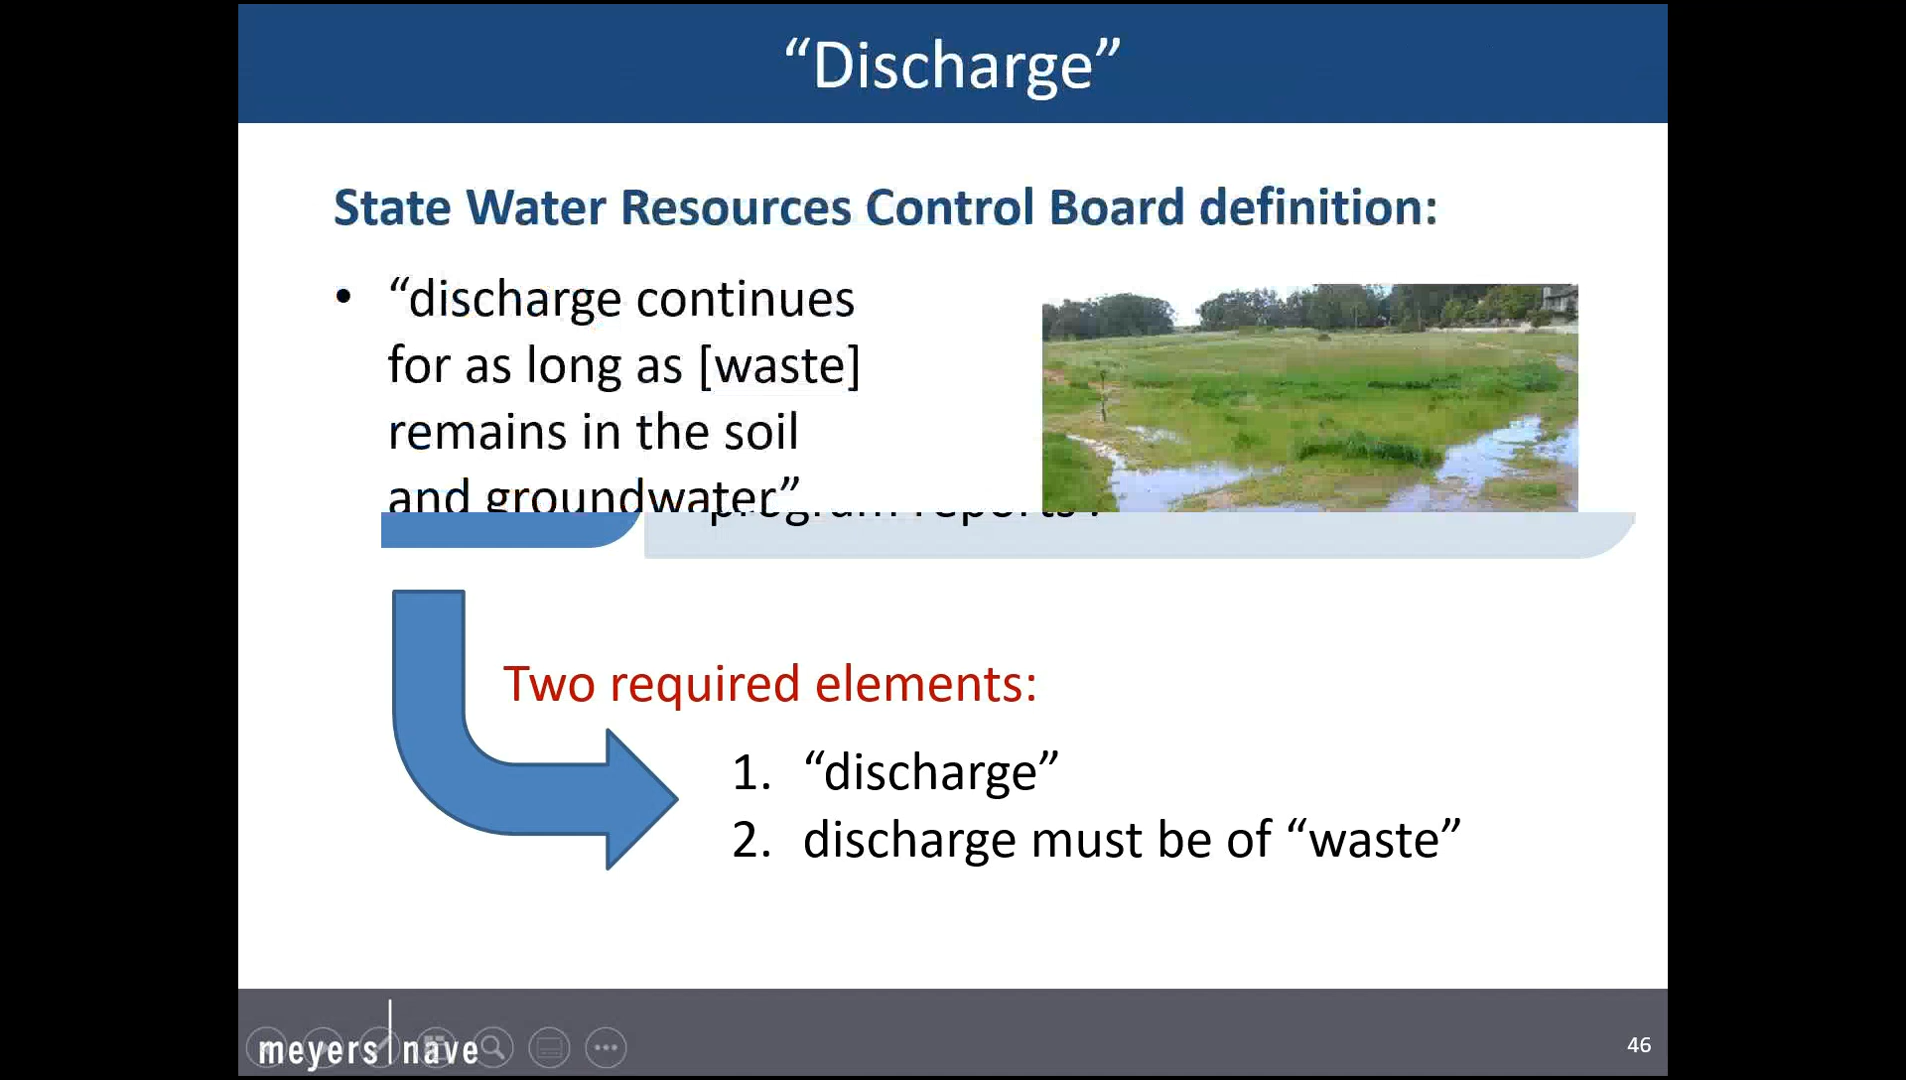 “Discharge”
State Water Resources Control Board definition:
• “discharge continues
for as long as [waste]
remains in the soil
and groundwater”
program reports?
Two required elements:
1. “discharge”
2. discharge must be of “waste”
meyers nave
46